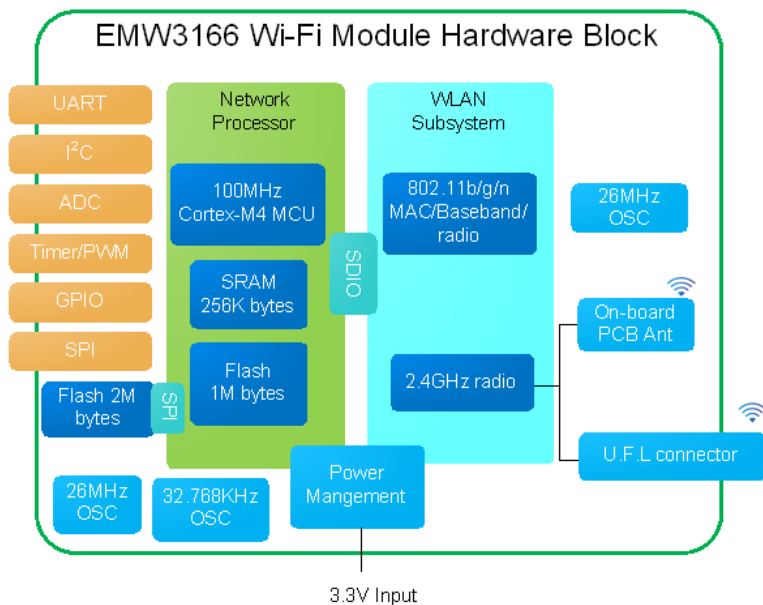 EMW3166 Wi-Fi Module Hardware Block
UART
I²C
ADC
Timer/PWM
GPIO
SPI
Flash 2M
bytes
SPI
Network
Processor
100MHz
Cortex-M4 MCU
SRAM
256K bytes
Flash
1M bytes
SDIO
WLAN
Subsystem
802.11b/g/n
MAC/Baseband/
radio
2.4GHz radio
26MHz
OSC
On-board
PCB Ant
U.F.L connector
26MHz
OSC
32.768KHz
OSC
Power
Mangement
3.3V Input